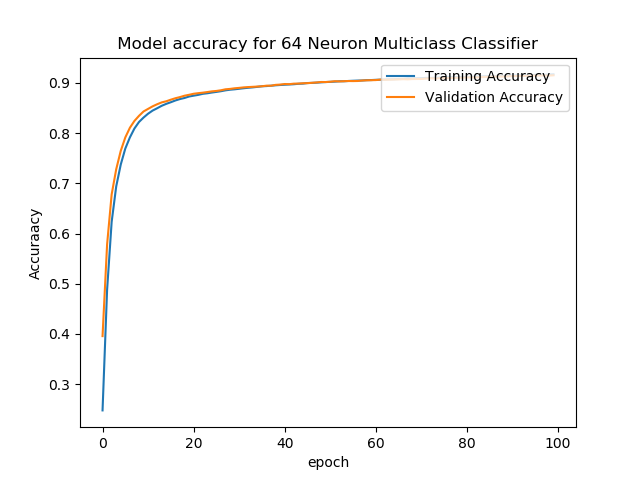 Model accuracy for 64 Neuron Multiclass Classifier
Training Accuracy
Validation Accuracy
0.9
0.8
0.7
0.6
0.5
0.4
0.3
Accuraacy
0 20 40 60 80 100
epoch